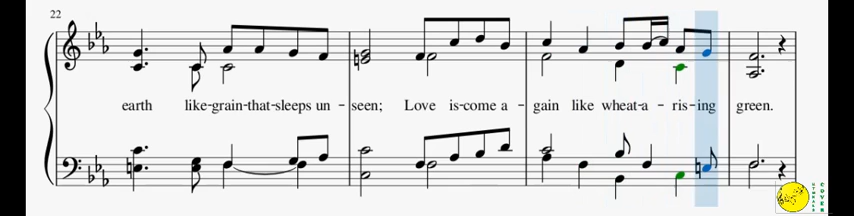 22
earth like-grain-that-sleeps un-seen; Love is-come a-gain like wheat-a-ris-ing green.